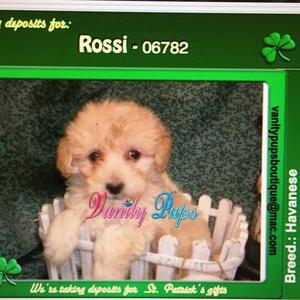 deposits for:
Rossi - 06782
vanitypupsboutique@mac.com
Breed.: Havanese
Vanity Pups
We're taking deposits for St. Patrick's gifts